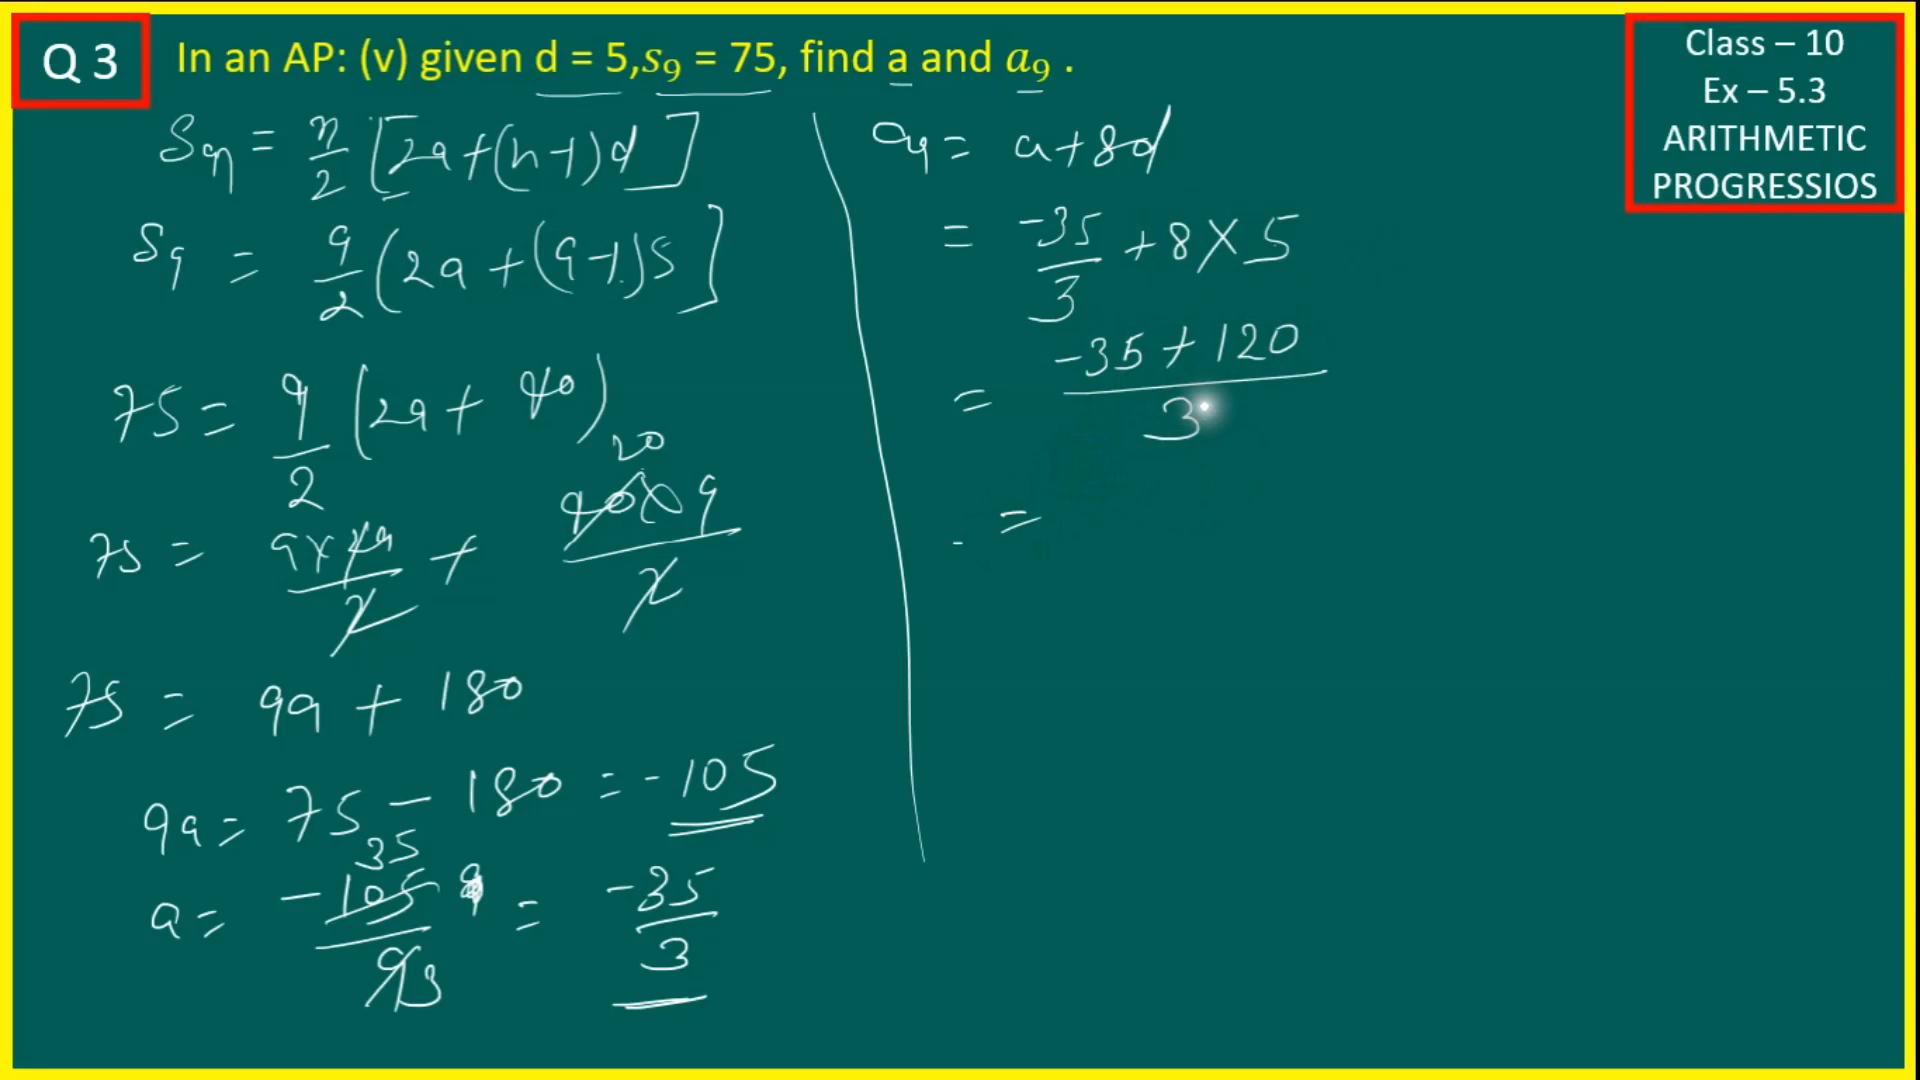 Q 3
In an AP: (v) given d = 5,s₉ = 75, find a and a₉ .
Class – 10
Ex – 5.3
ARITHMETIC
PROGRESSIOS
Sₙ = n/2 [2a+(n-1)d]
S₉ = 9/2 (2a+(9-1)5]
75 = 9/2 (2a+ 40)
20
75 = 9×2a/2 + 40×9/2
75 = 9a + 180
9a = 75 - 180 = -105
35
a = -105/9 3 = -35/3
a₉ = a+8d
= -35/3 +8×5
= -35+120/3
=